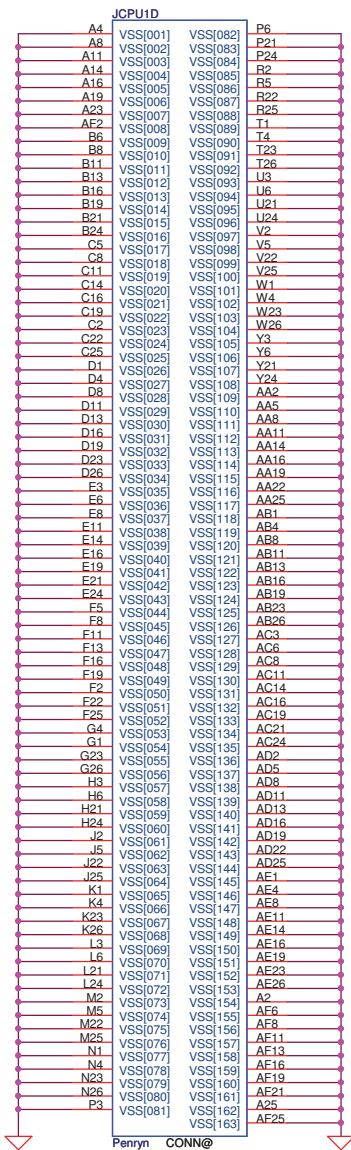 JCPU1D
A4 VSS[001] VSS[082] P6
A8 VSS[002] VSS[083] P21
A11 VSS[003] VSS[084] P24
A14 VSS[004] VSS[085] R2
A16 VSS[005] VSS[086] R5
A19 VSS[006] VSS[087] R22
A23 VSS[007] VSS[088] R25
AF2 VSS[008] VSS[089] T1
B6 VSS[009] VSS[090] T4
B8 VSS[010] VSS[091] T23
B11 VSS[011] VSS[092] T26
B13 VSS[012] VSS[093] U3
B16 VSS[013] VSS[094] U6
B19 VSS[014] VSS[095] U21
B21 VSS[015] VSS[096] U24
B24 VSS[016] VSS[097] V2
C5 VSS[017] VSS[098] V5
C8 VSS[018] VSS[099] V22
C11 VSS[019] VSS[100] V25
C14 VSS[020] VSS[101] W1
C16 VSS[021] VSS[102] W4
C19 VSS[022] VSS[103] W23
C2 VSS[023] VSS[104] W26
C22 VSS[024] VSS[105] Y3
C25 VSS[025] VSS[106] Y6
D1 VSS[026] VSS[107] Y21
D4 VSS[027] VSS[108] Y24
D8 VSS[028] VSS[109] AA2
D11 VSS[029] VSS[110] AA5
D13 VSS[030] VSS[111] AA8
D16 VSS[031] VSS[112] AA11
D19 VSS[032] VSS[113] AA14
D23 VSS[033] VSS[114] AA16
D26 VSS[034] VSS[115] AA19
E3 VSS[035] VSS[116] AA22
E6 VSS[036] VSS[117] AA25
E8 VSS[037] VSS[118] AB1
E11 VSS[038] VSS[119] AB4
E14 VSS[039] VSS[120] AB8
E16 VSS[040] VSS[121] AB11
E19 VSS[041] VSS[122] AB13
E21 VSS[042] VSS[123] AB16
E24 VSS[043] VSS[124] AB19
F5 VSS[044] VSS[125] AB23
F8 VSS[045] VSS[126] AB26
F11 VSS[046] VSS[127] AC3
F13 VSS[047] VSS[128] AC6
F16 VSS[048] VSS[129] AC8
F19 VSS[049] VSS[130] AC11
F2 VSS[050] VSS[131] AC14
F22 VSS[051] VSS[132] AC16
F25 VSS[052] VSS[133] AC19
G4 VSS[053] VSS[134] AC21
G1 VSS[054] VSS[135] AC24
G23 VSS[055] VSS[136] AD2
G26 VSS[056] VSS[137] AD5
H3 VSS[057] VSS[138] AD8
H6 VSS[058] VSS[139] AD11
H21 VSS[059] VSS[140] AD13
H24 VSS[060] VSS[141] AD16
J2 VSS[061] VSS[142] AD19
J5 VSS[062] VSS[143] AD22
J22 VSS[063] VSS[144] AD25
J25 VSS[064] VSS[145] AE1
K1 VSS[065] VSS[146] AE4
K4 VSS[066] VSS[147] AE8
K23 VSS[067] VSS[148] AE11
K26 VSS[068] VSS[149] AE14
L3 VSS[069] VSS[150] AE16
L6 VSS[070] VSS[151] AE19
L21 VSS[071] VSS[152] AE23
L24 VSS[072] VSS[153] AE26
M2 VSS[073] VSS[154] A2
M5 VSS[074] VSS[155] AF6
M22 VSS[075] VSS[156] AF8
M25 VSS[076] VSS[157] AF11
N1 VSS[077] VSS[158] AF13
N4 VSS[078] VSS[159] AF16
N23 VSS[079] VSS[160] AF19
N26 VSS[080] VSS[161] AF21
P3 VSS[081] VSS[162] A25
VSS[163] AF25
Penryn CONN@